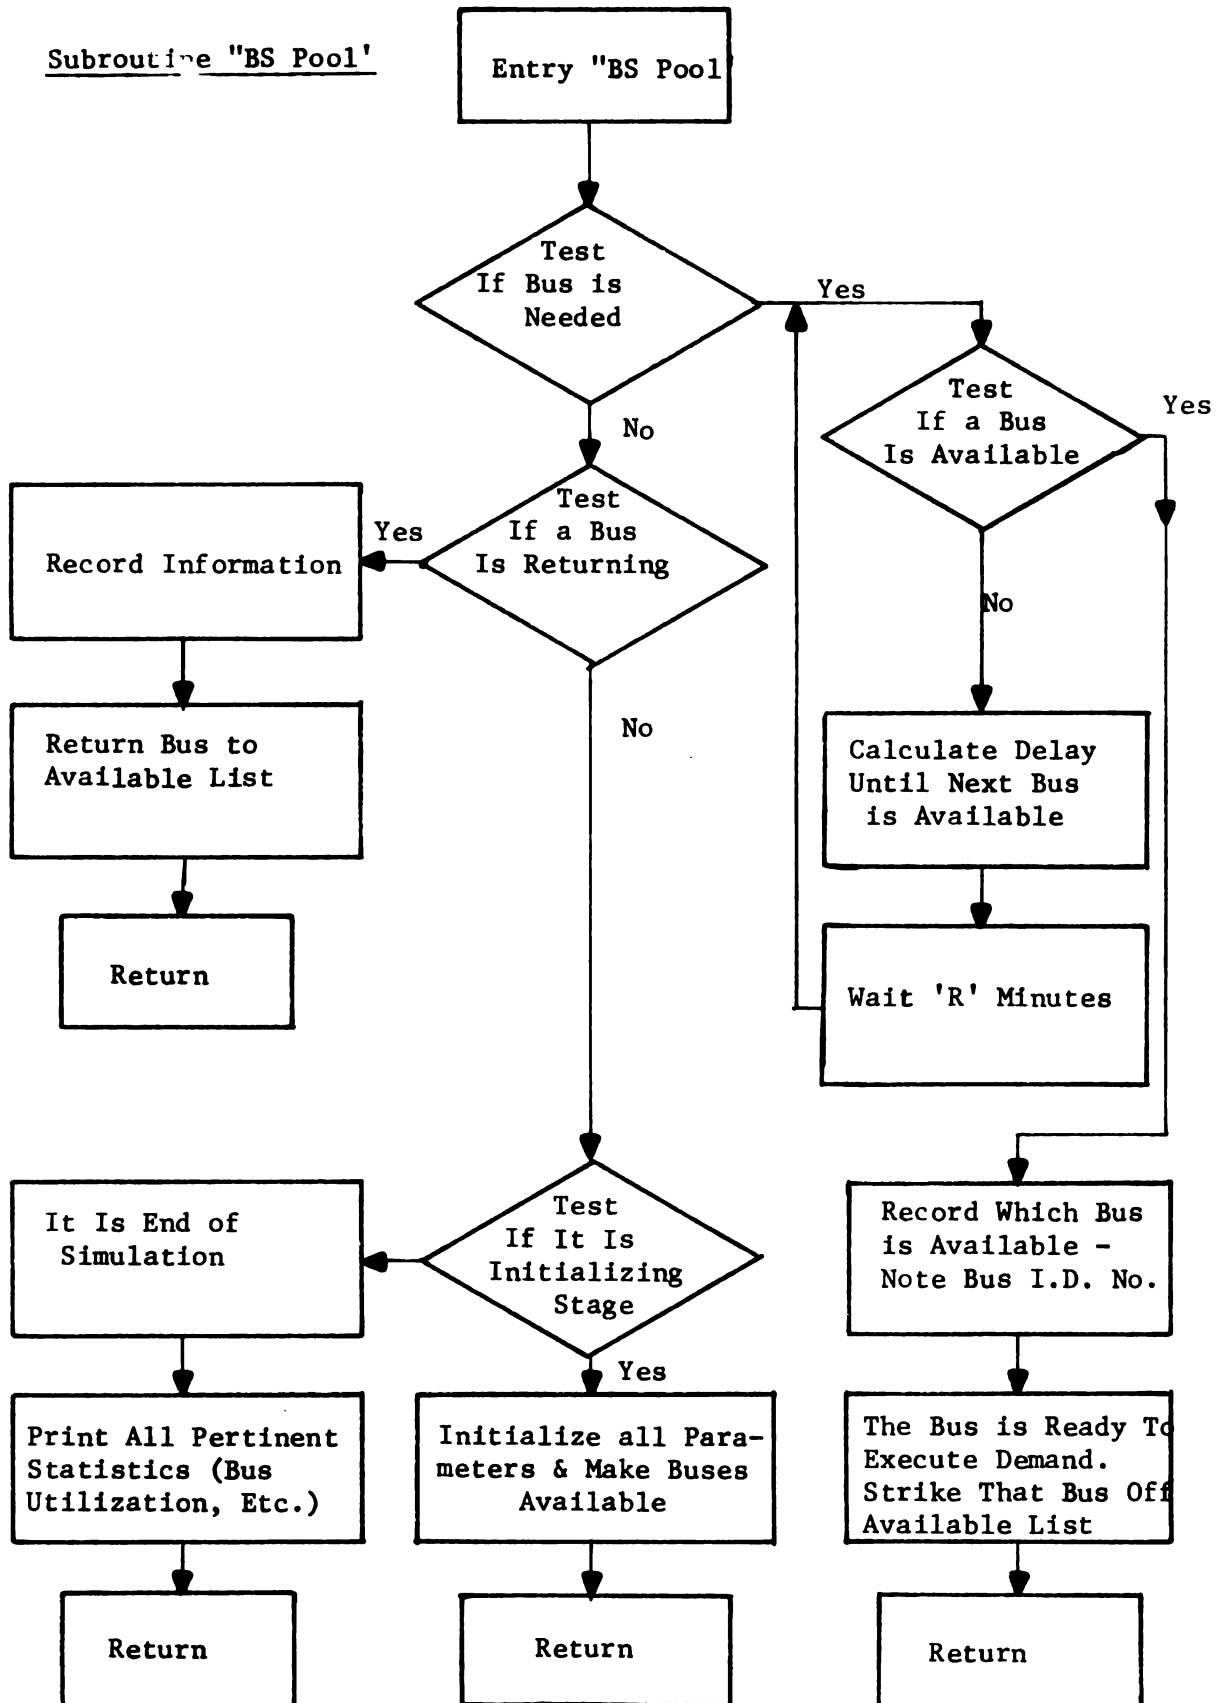 Subroutine "BS Pool'
Entry "BS Pool
Test
If Bus is
Needed
Yes
No
Test
If a Bus
Is Available
Yes
No
Test
If a Bus
Is Returning
Yes
No
Record Information
Return Bus to
Available List
Return
Calculate Delay
Until Next Bus
is Available
Wait 'R' Minutes
Test
If It Is
Initializing
Stage
Yes
It Is End of
Simulation
Record Which Bus
is Available -
Note Bus I.D. No.
Print All Pertinent
Statistics (Bus
Utilization, Etc.)
Initialize all Para-
meters & Make Buses
Available
The Bus is Ready To
Execute Demand.
Strike That Bus Off
Available List
Return
Return
Return